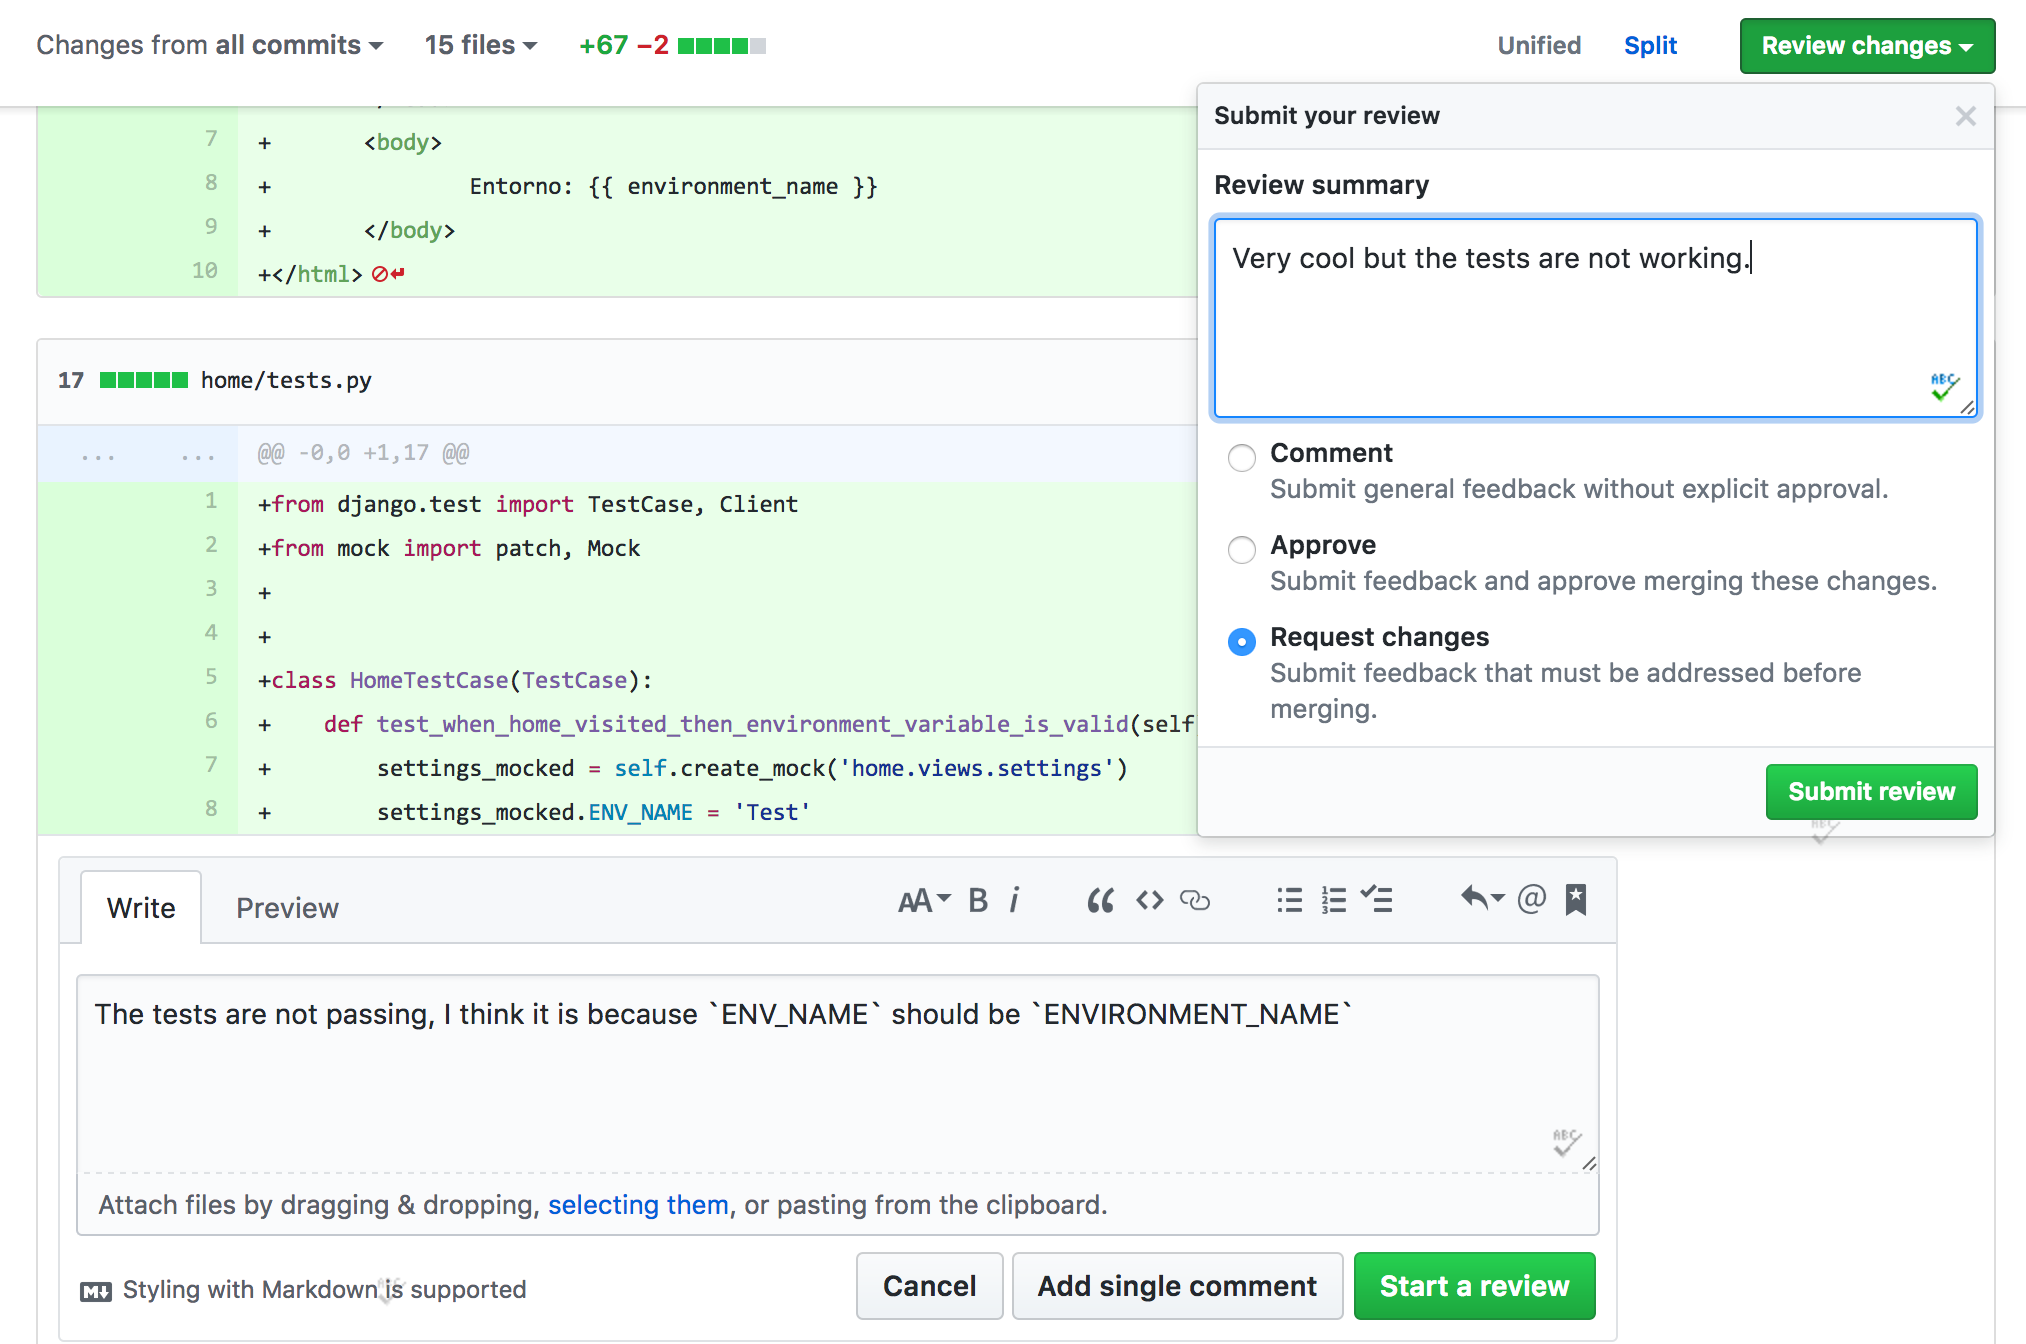 Changes from all commits 15 files +67 −2 Unified Split Review changes
7 + <body>
8 + Entorno: {{ environment_name }}
9 + </body>
10 +</html>
17 home/tests.py
... ... @@ -0,0 +1,17 @@
1 +from django.test import TestCase, Client
2 +from mock import patch, Mock
3 +
4 +
5 +class HomeTestCase(TestCase):
6 + def test_when_home_visited_then_environment_variable_is_valid(self
7 + settings_mocked = self.create_mock('home.views.settings')
8 + settings_mocked.ENV_NAME = 'Test'
Submit your review
Review summary
Very cool but the tests are not working.
ABC
Comment
Submit general feedback without explicit approval.
Approve
Submit feedback and approve merging these changes.
Request changes
Submit feedback that must be addressed before
merging.
Submit review
ABC
Write Preview AA B i “ <> 1 2 3 @
The tests are not passing, I think it is because `ENV_NAME` should be `ENVIRONMENT_NAME`
ABC
Attach files by dragging & dropping, selecting them, or pasting from the clipboard.
M Styling with Markdown is supported
Cancel Add single comment Start a review